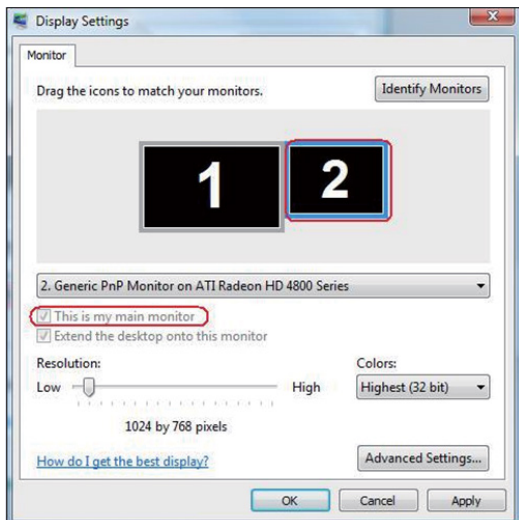 Display Settings
Monitor
Drag the icons to match your monitors.
Identify Monitors
1
2
2. Generic PnP Monitor on ATI Radeon HD 4800 Series
This is my main monitor
Extend the desktop onto this monitor
Resolution:
Colors:
Low
High
Highest (32 bit)
1024 by 768 pixels
How do I get the best display?
Advanced Settings...
OK
Cancel
Apply